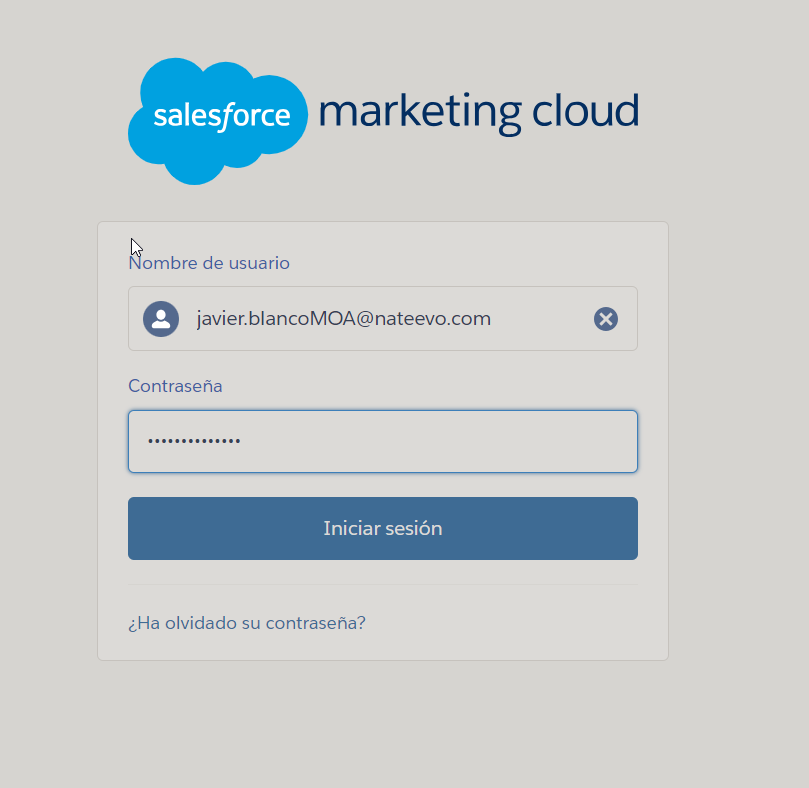 salesforce marketing cloud
Nombre de usuario
javier.blancoMOA@nateevo.com
Contraseña
••••••••••••••
Iniciar sesión
¿Ha olvidado su contraseña?